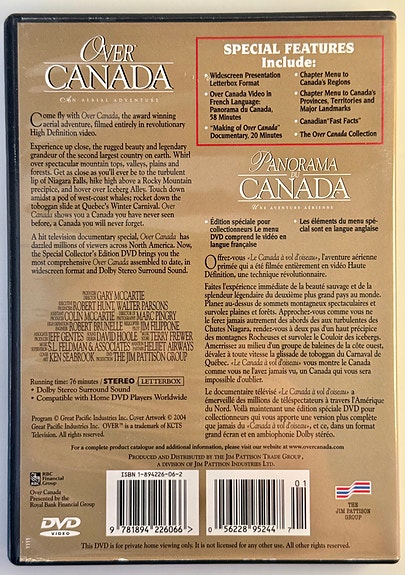 OVER
CANADA
AN AERIAL ADVENTURE
Come fly with Over Canada, the award winning
aerial adventure, filmed entirely in revolutionary
High Definition video.
Experience up close, the rugged beauty and legendary
grandeur of the second largest country on earth. Whirl
over spectacular mountain tops, valleys, plains and
forests. Get as close as you'll ever be to the turbulent
lip of Niagara Falls, hike high above a Rocky Mountain
precipice, and hover over Iceberg Alley. Touch down
amidst a pod of west-coast whales; rocket down the
toboggan slide at Quebec's Winter Carnival. Over
Canada shows you a Canada you have never seen
before, a Canada you will never forget.
A hit television documentary special, Over Canada has
dazzled millions of viewers across North America. Now,
the Special Collector's Edition DVD brings you the
most comprehensive Over Canada assembled to date, in
widescreen format and Dolby Stereo Surround Sound.
DIRECTOR GARY MCCARTIE
ROBERT HUNT WALTER PARSONS
COLIN MCCARTIE MARC PINGRY
ROBERT BRUNELLE JIM FILIPPONE
JEFF GENTES DAVID HOOLE TERRY BREWER
S.L. FELDMAN & ASSOCIATES HELIJET AIRWAYS
KEN SEABROOK THE JIM PATTISON GROUP
Running time: 76 minutes / STEREO LETTERBOX
• Dolby Stereo Surround Sound
• Compatible with Home DVD Players Worldwide
Program © Great Pacific Industries Inc. Cover Artwork © 2004
Great Pacific Industries Inc. OVER™ is a trademark of KCTS
Television. All rights reserved.
SPECIAL FEATURES
Include:
• Widescreen Presentation
Letterbox Format
• Over Canada Video in
French Language:
Panorama du Canada,
58 Minutes
• "Making of Over Canada"
Documentary, 20 Minutes
• Chapter Menu to
Canada's Regions
• Chapter Menu to Canada's
Provinces, Territories and
Major Landmarks
• Canadian "Fast Facts"
• The Over Canada Collection
PANORAMA
DU
CANADA
UNE AVENTURE AÉRIENNE
• Édition spéciale pour
collectionneurs Le menu
DVD comprend le vidéo en
langue française
• Les éléments du menu spé-
cial sont en langue anglaise
Offrez-vous «Le Canada à vol d'oiseau», l'aventure aérienne
primée qui a été filmée entièrement en vidéo Haute
Définition, une technique révolutionnaire.
Faites l'expérience immédiate de la beauté sauvage et de la
splendeur légendaire du deuxième plus grand pays au monde.
Planez au-dessus de sommets montagneux spectaculaires et
survolez plaines et forêts. Approchez-vous comme vous ne
le ferez jamais autrement des abords des aux turbulentes des
Chutes Niagara. rendez-vous à deux pas d'un haut précipice
des montagnes Rocheuses et survolez le Couloir des icebergs.
Amerrissez au milieu d'un groupe de baleines de la côte ouest,
dévalez à toute vitesse la glissade de toboggan du Carnaval du
Québec. «Le Canada à vol d'oiseau» vous montre le Canada
comme vous ne l'avez jamais vu, un Canada qui vous sera
impossible d'oublier.
Le documentaire télévisé «Le Canada à vol d'oiseau» a
émerveillé des millions de téléspectateurs à travers l'Amérique
du Nord. Voilà maintenant une édition spéciale DVD pour
collectionneurs qui vous apporte une version plus complète
que jamais du «Le Canada à vol d'oiseau», et ce, dans un format
grand écran et en ambiophonie Dolby stéréo.
For a complete product catalogue and additional information, please visit our website at www.overcanada.com
PRODUCED AND DISTRIBUTED BY THE JIM PATTISON TRADE GROUP,
A DIVISION OF JIM PATTISON INDUSTRIES LTD.
RBC
Financial
Group
Over Canada
Presented by the
Royal Bank Financial Group
DVD
VIDEO
ISBN 1-894226-06-2
9 781894 226066
01
0 56228 95244 7
THE
JIM PATTISON
GROUP
This DVD is for private home viewing only. It is not licensed for any other use. All other rights reserved.